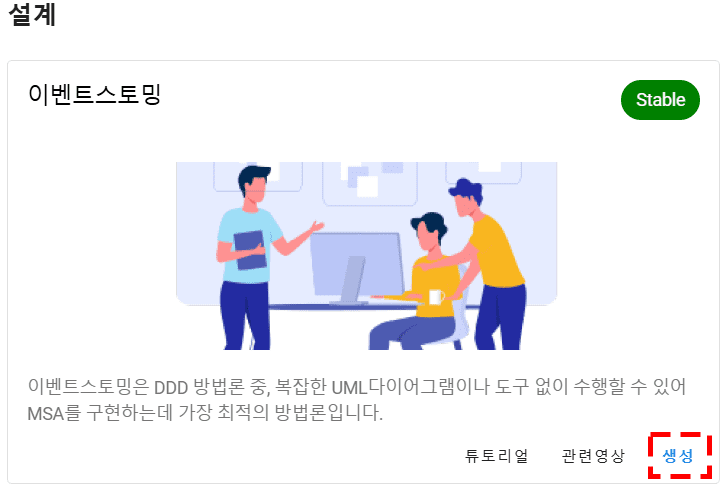 설계
이벤트스토밍
Stable
이벤트스토밍은 DDD 방법론 중, 복잡한 UML다이어그램이나 도구 없이 수행할 수 있어
MSA를 구현하는데 가장 최적의 방법론입니다.
튜토리얼 관련영상 생성